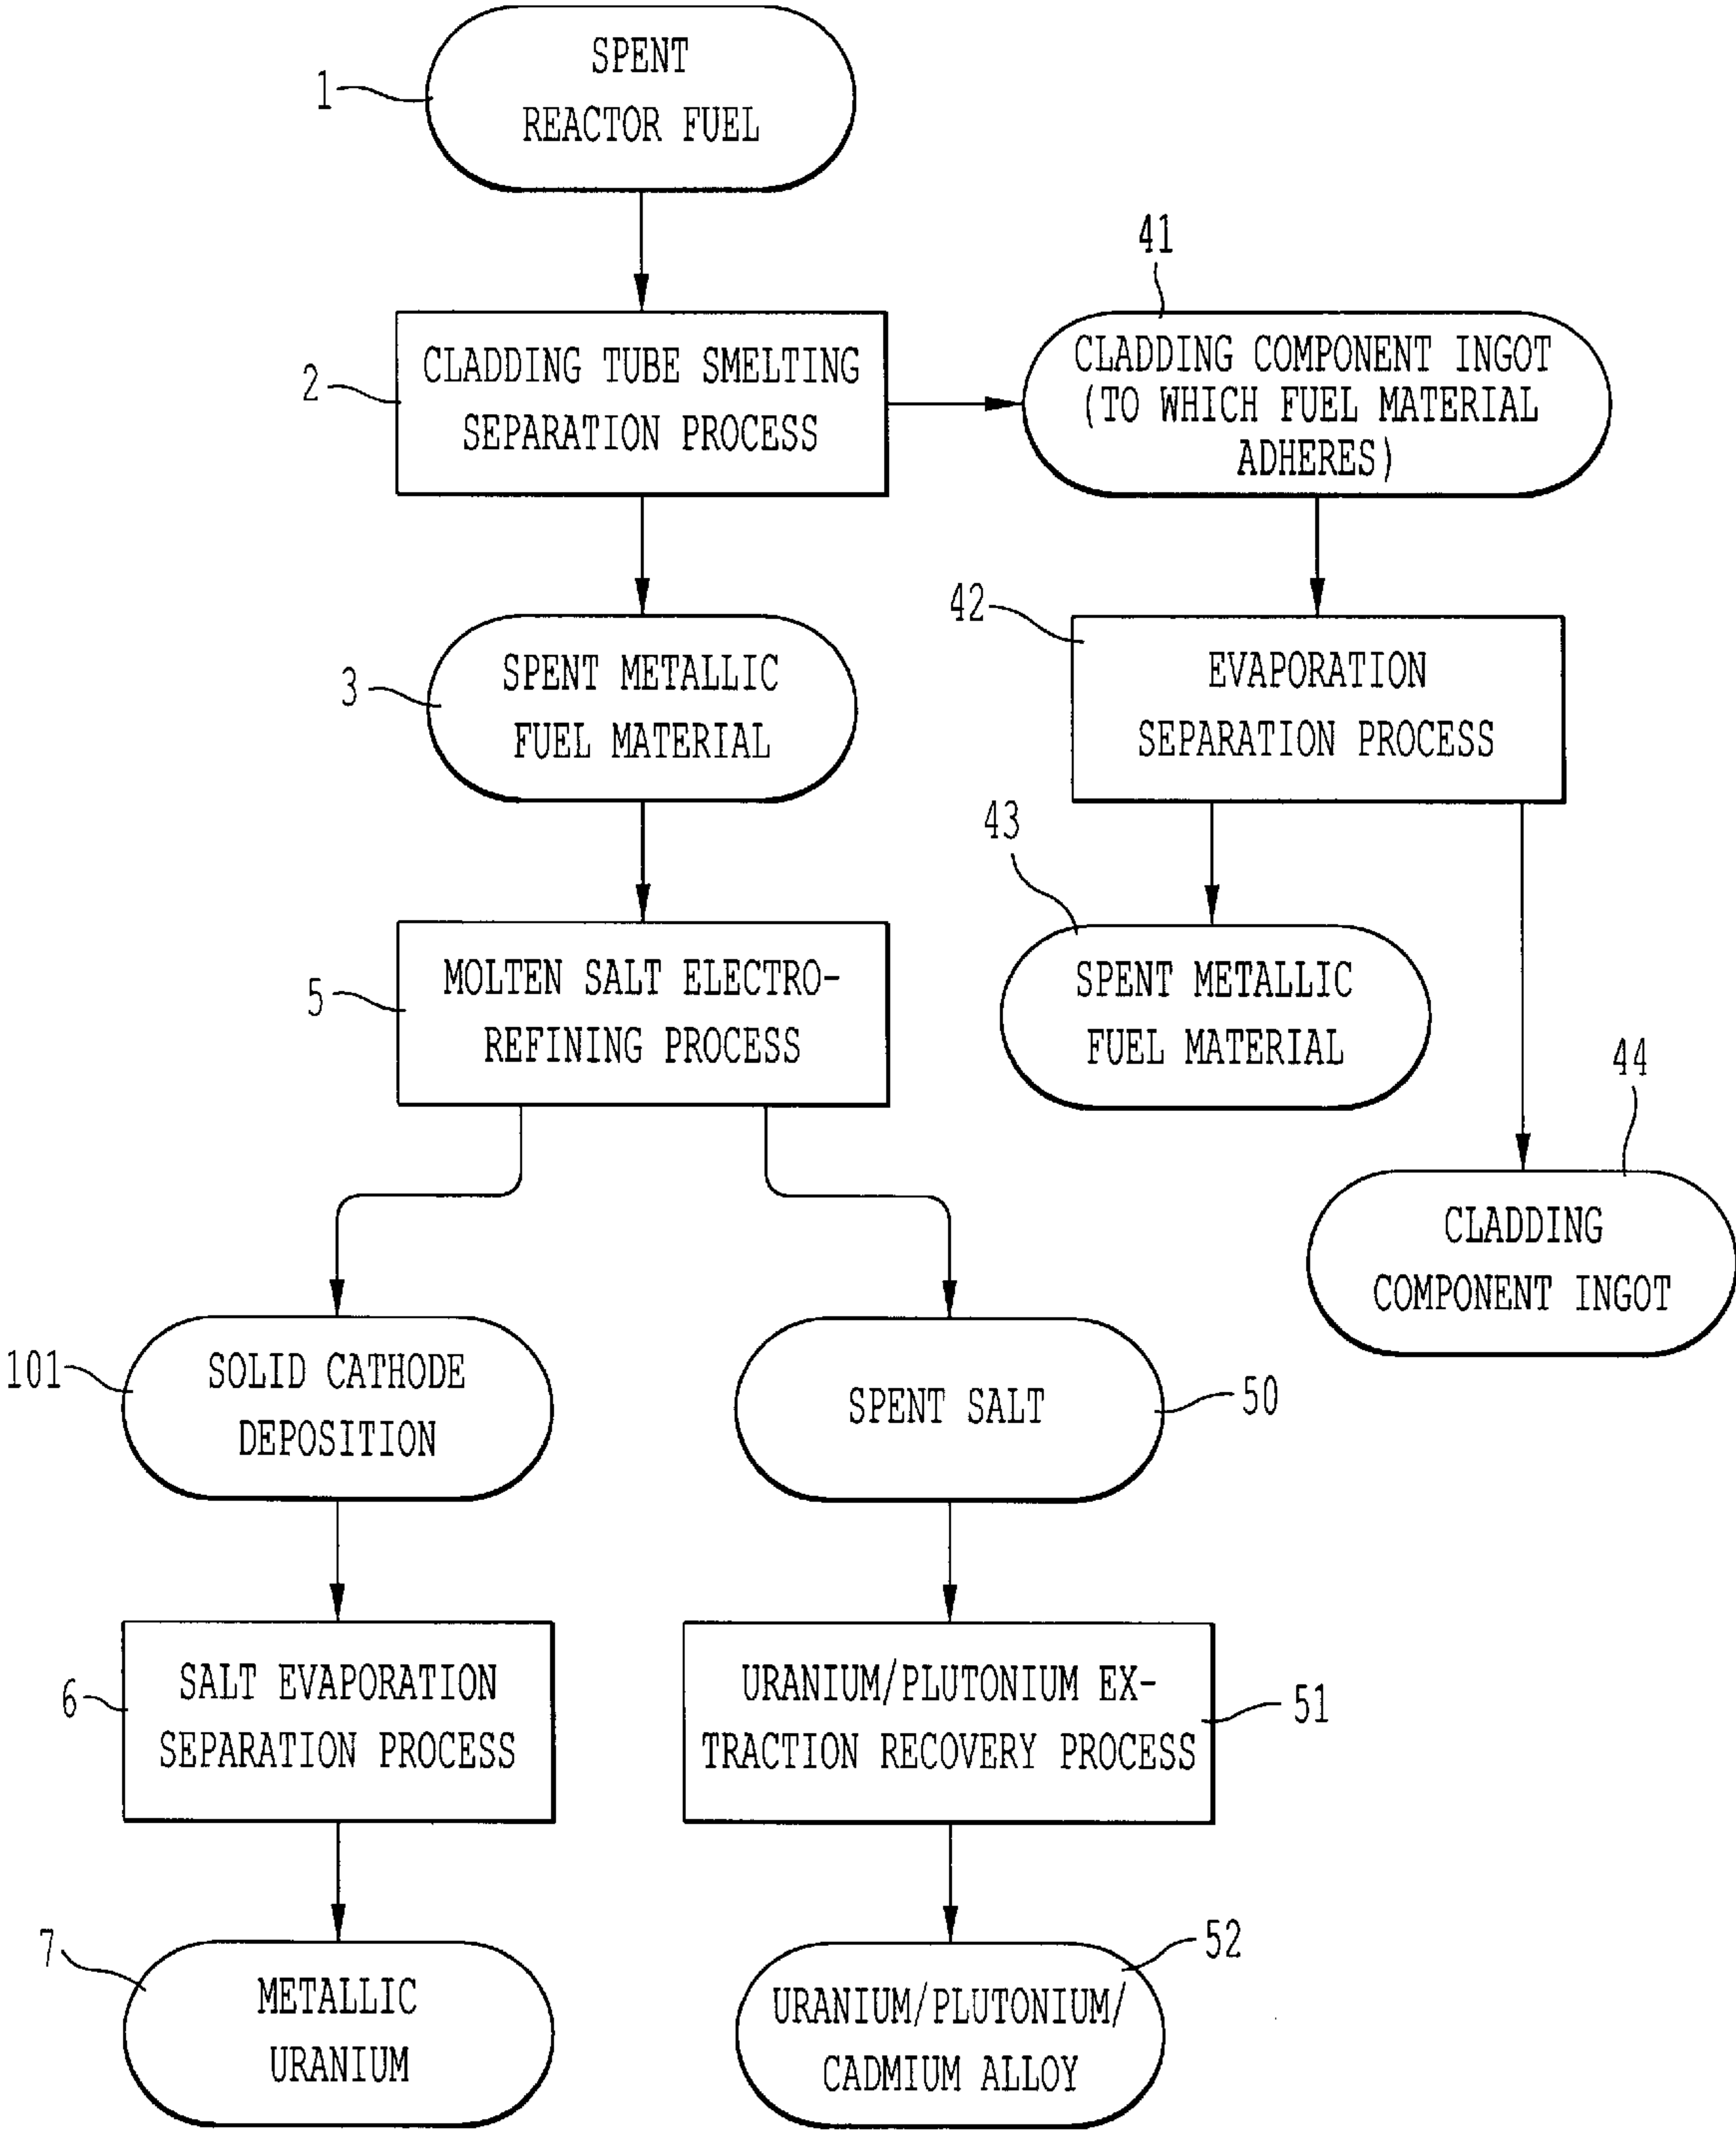 1
SPENT
REACTOR FUEL
2
CLADDING TUBE SMELTING
SEPARATION PROCESS
41
CLADDING COMPONENT INGOT
(TO WHICH FUEL MATERIAL
ADHERES)
3
SPENT METALLIC
FUEL MATERIAL
42
EVAPORATION
SEPARATION PROCESS
5
MOLTEN SALT ELECTRO-
REFINING PROCESS
43
SPENT METALLIC
FUEL MATERIAL
44
CLADDING
COMPONENT INGOT
101
SOLID CATHODE
DEPOSITION
SPENT SALT
50
6
SALT EVAPORATION
SEPARATION PROCESS
URANIUM/PLUTONIUM EX-
TRACTION RECOVERY PROCESS
51
7
METALLIC
URANIUM
52
URANIUM/PLUTONIUM/
CADMIUM ALLOY